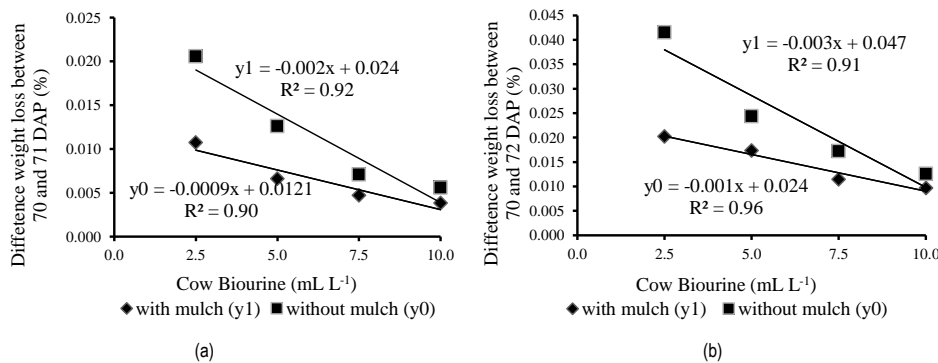 Diffetence weight loss between
70 and 71 DAP (%)
0.025
0.020
0.015
0.010
0.005
0.000
y1 = -0.002x + 0.024
R² = 0.92
y0 = -0.0009x + 0.0121
R² = 0.90
0.0 2.5 5.0 7.5 10.0
Cow Biourine (mL L⁻¹)
with mulch (y1) without mulch (y0)
(a)
Diffetence weight loss between
70 and 72 DAP (%)
0.045
0.040
0.035
0.030
0.025
0.020
0.015
0.010
0.005
0.000
y1 = -0.003x + 0.047
R² = 0.91
y0 = -0.001x + 0.024
R² = 0.96
0.0 2.5 5.0 7.5 10.0
Cow Biourine (mL L⁻¹)
with mulch (y1) without mulch (y0)
(b)